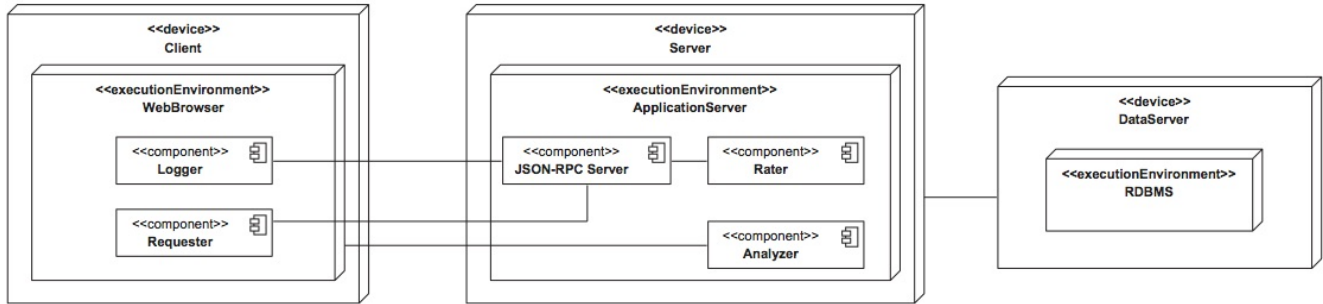 <<device>>
Client
<<executionEnvironment>>
WebBrowser
<<component>>
Logger
<<component>>
Requester
<<device>>
Server
<<executionEnvironment>>
ApplicationServer
<<component>>
JSON-RPC Server
<<component>>
Rater
<<component>>
Analyzer
<<device>>
DataServer
<<executionEnvironment>>
RDBMS